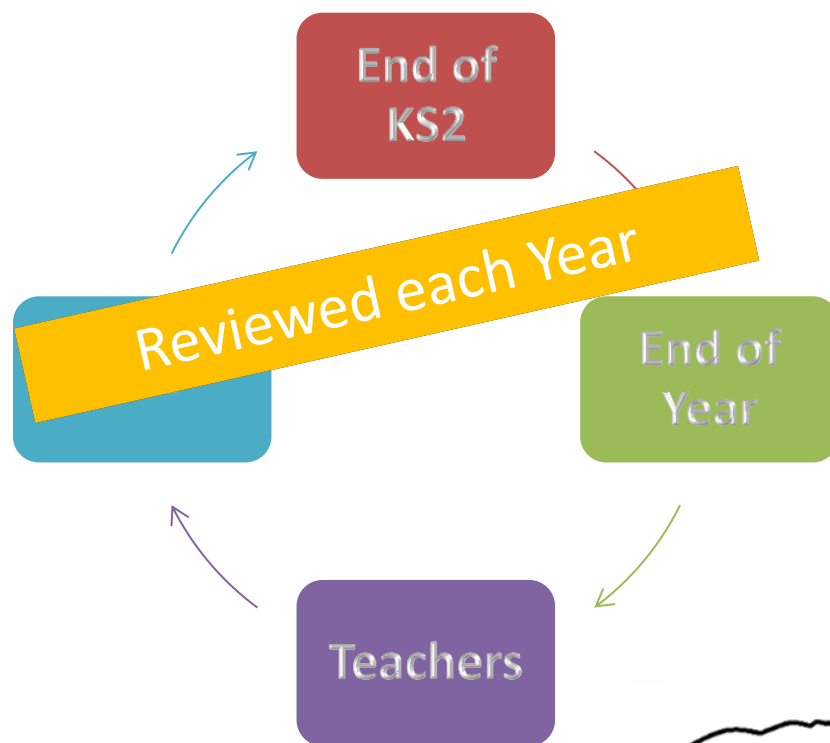 End of
KS2
Reviewed each Year
End of
Year
Teachers